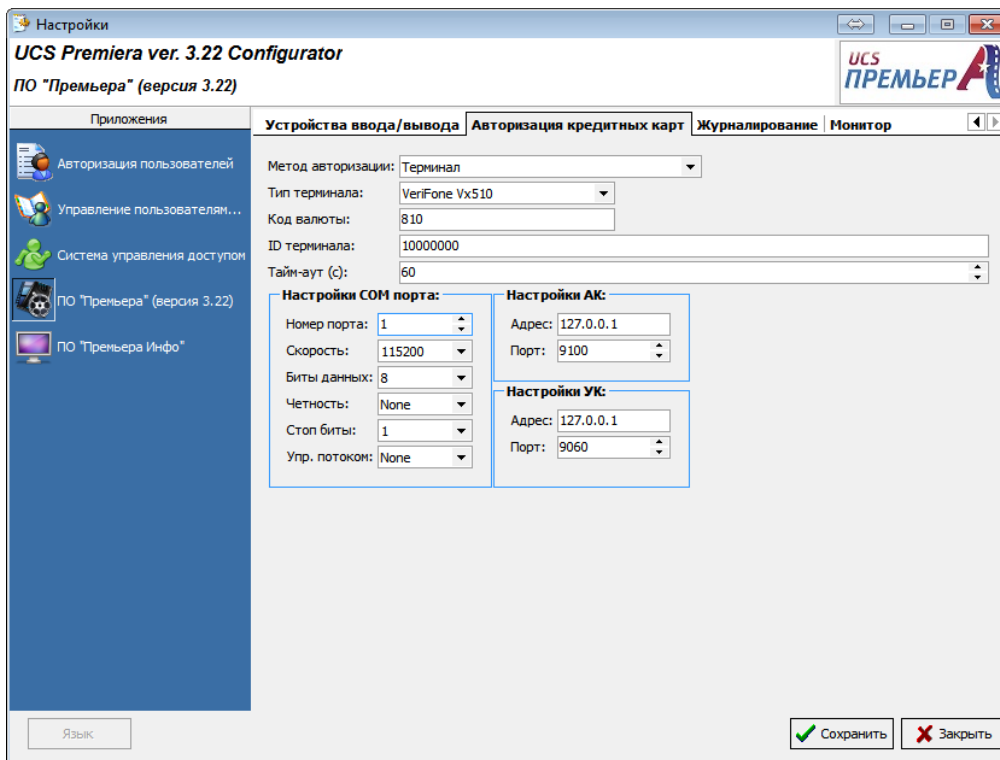 Настройки
UCS Premiera ver. 3.22 Configurator
ПО "Премьера" (версия 3.22)
UCS
ПРЕМЬЕРА
Приложения
Авторизация пользователей
Управление пользователям...
Система управления доступом
ПО "Премьера" (версия 3.22)
ПО "Премьера Инфо"
Устройства ввода/вывода Авторизация кредитных карт Журналирование Монитор
Метод авторизации: Терминал
Тип терминала: VeriFone Vx510
Код валюты: 810
ID терминала: 10000000
Тайм-аут (с): 60
Настройки COM порта:
Номер порта: 1
Скорость: 115200
Биты данных: 8
Четность: None
Стоп биты: 1
Упр. потоком: None
Настройки АК:
Адрес: 127.0.0.1
Порт: 9100
Настройки УК:
Адрес: 127.0.0.1
Порт: 9060
Язык
Сохранить
Закрыть